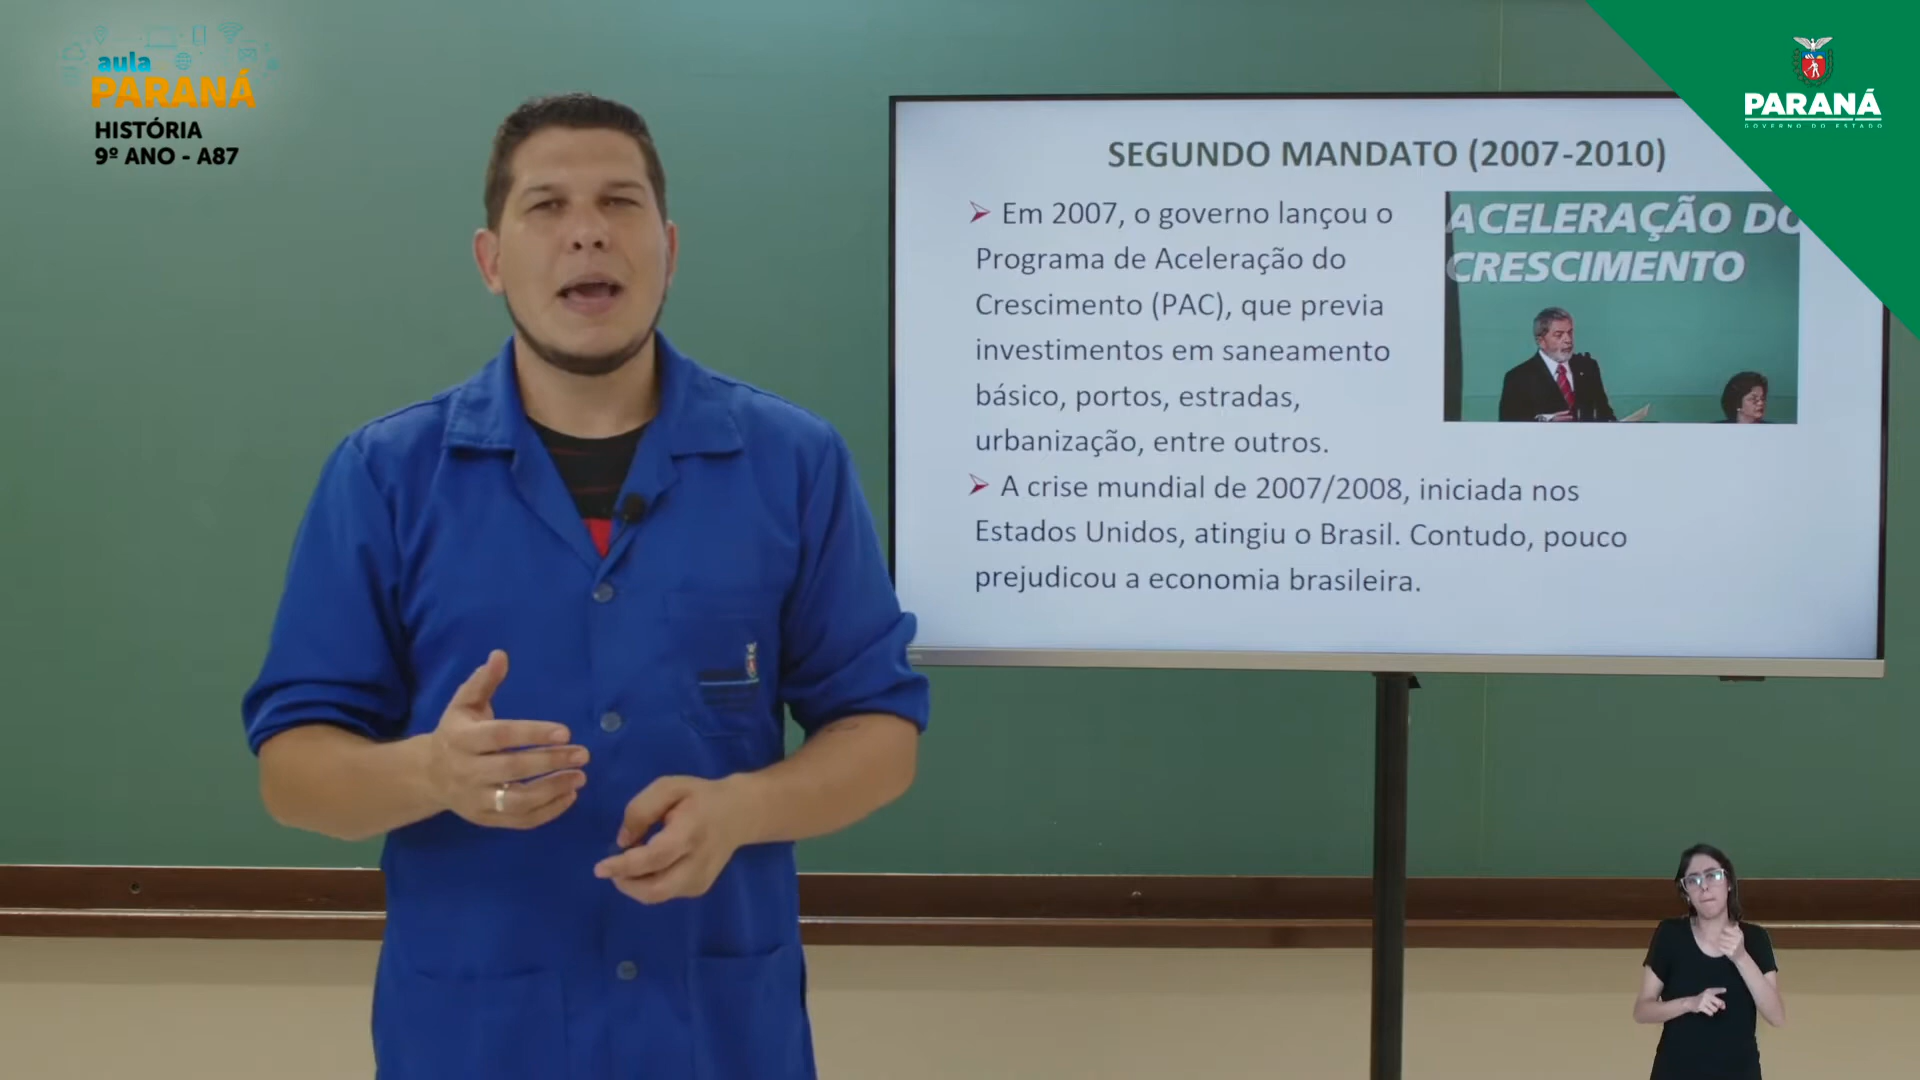 aula
PARANÁ
HISTÓRIA
9º ANO - A87
PARANÁ
GOVERNO DO ESTADO
SEGUNDO MANDATO (2007-2010)
➢ Em 2007, o governo lançou o
Programa de Aceleração do
Crescimento (PAC), que previa
investimentos em saneamento
básico, portos, estradas,
urbanização, entre outros.
ACELERAÇÃO DO
CRESCIMENTO
➢ A crise mundial de 2007/2008, iniciada nos
Estados Unidos, atingiu o Brasil. Contudo, pouco
prejudicou a economia brasileira.